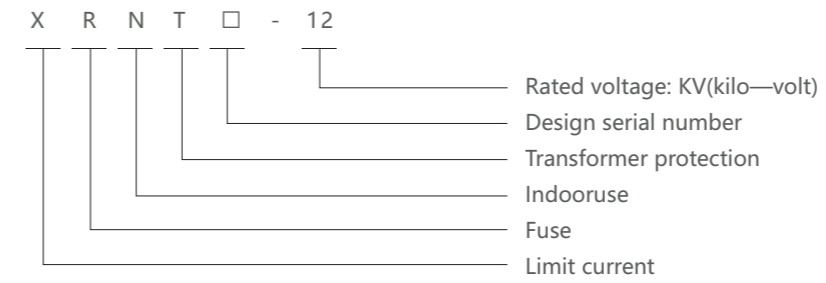 X R N T □ - 12
Rated voltage: KV(kilo—volt)
Design serial number
Transformer protection
Indooruse
Fuse
Limit current